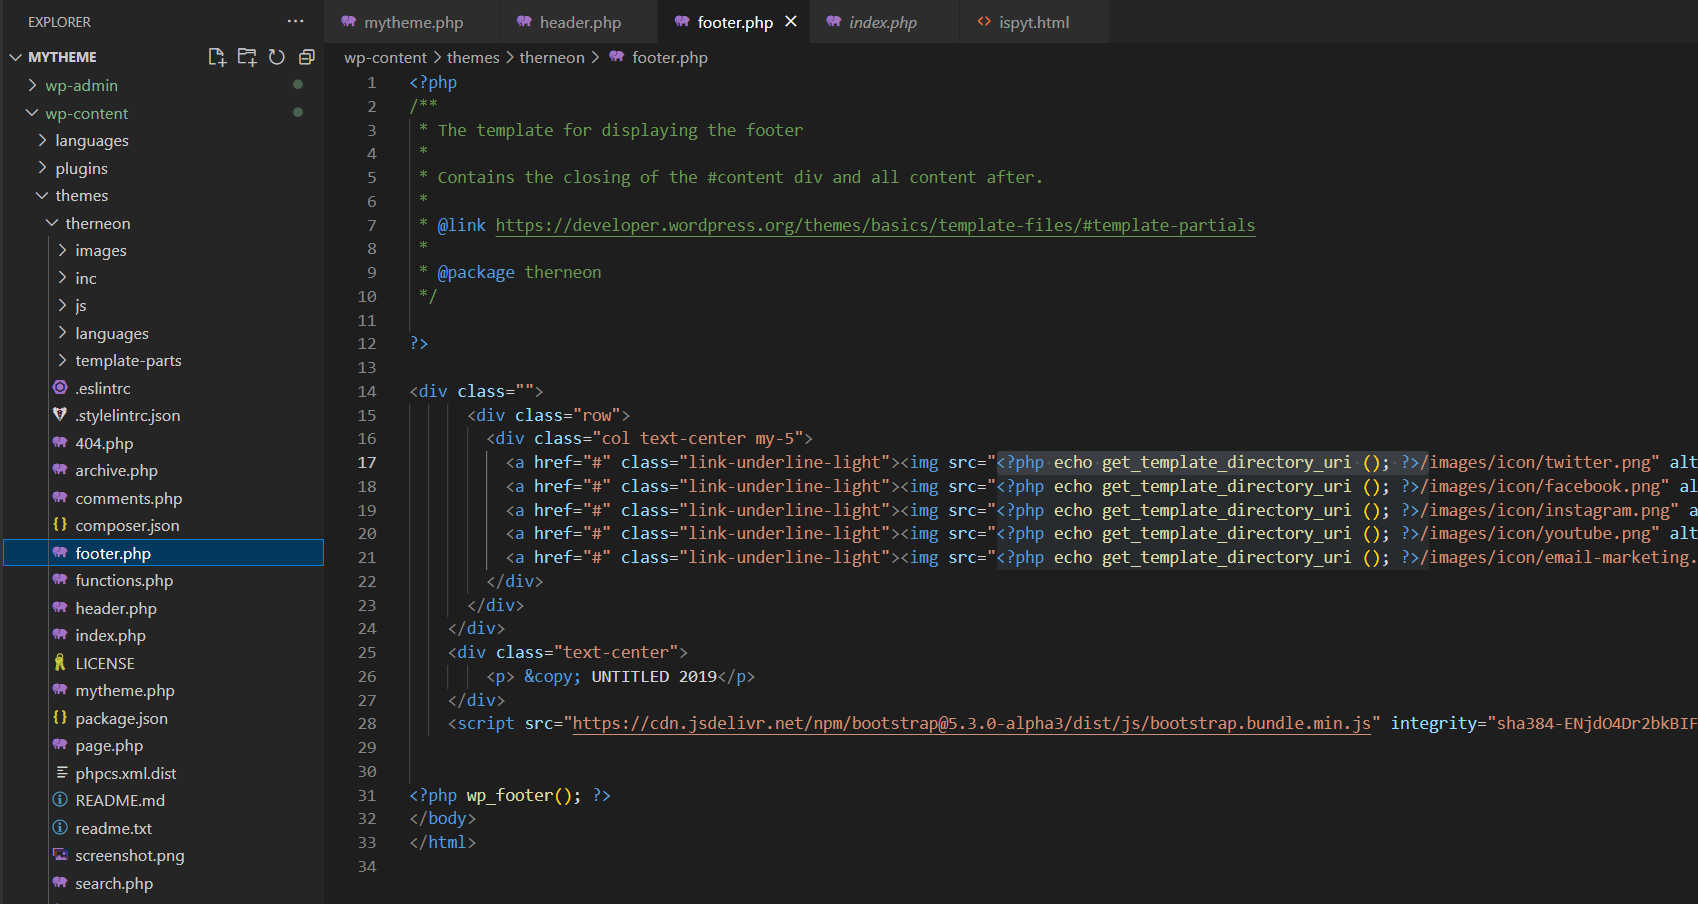 EXPLORER
MYTHEME
wp-admin
wp-content
languages
plugins
themes
therneon
images
inc
js
languages
template-parts
.eslintrc
.stylelintrc.json
404.php
archive.php
comments.php
composer.json
footer.php
functions.php
header.php
index.php
LICENSE
mytheme.php
package.json
page.php
phpcs.xml.dist
README.md
readme.txt
screenshot.png
search.php
mytheme.php header.php footer.php index.php ispyt.html
wp-content > themes > therneon > footer.php
1 <?php
2 /**
3 * The template for displaying the footer
4 *
5 * Contains the closing of the #content div and all content after.
6 *
7 * @link https://developer.wordpress.org/themes/basics/template-files/#template-partials
8 *
9 * @package therneon
10 */
11
12 ?>
13
14 <div class="">
15 <div class="row">
16 <div class="col text-center my-5">
17 <a href="#" class="link-underline-light"><img src="<?php echo get_template_directory_uri (); ?>/images/icon/twitter.png" alt
18 <a href="#" class="link-underline-light"><img src="<?php echo get_template_directory_uri (); ?>/images/icon/facebook.png" al
19 <a href="#" class="link-underline-light"><img src="<?php echo get_template_directory_uri (); ?>/images/icon/instagram.png" a
20 <a href="#" class="link-underline-light"><img src="<?php echo get_template_directory_uri (); ?>/images/icon/youtube.png" alt
21 <a href="#" class="link-underline-light"><img src="<?php echo get_template_directory_uri (); ?>/images/icon/email-marketing.
22 </div>
23 </div>
24 </div>
25 <div class="text-center">
26 <p> &copy; UNTITLED 2019</p>
27 </div>
28 <script src="https://cdn.jsdelivr.net/npm/bootstrap@5.3.0-alpha3/dist/js/bootstrap.bundle.min.js" integrity="sha384-ENjdO4Dr2bkBIF
29
30
31 <?php wp_footer(); ?>
32 </body>
33 </html>
34